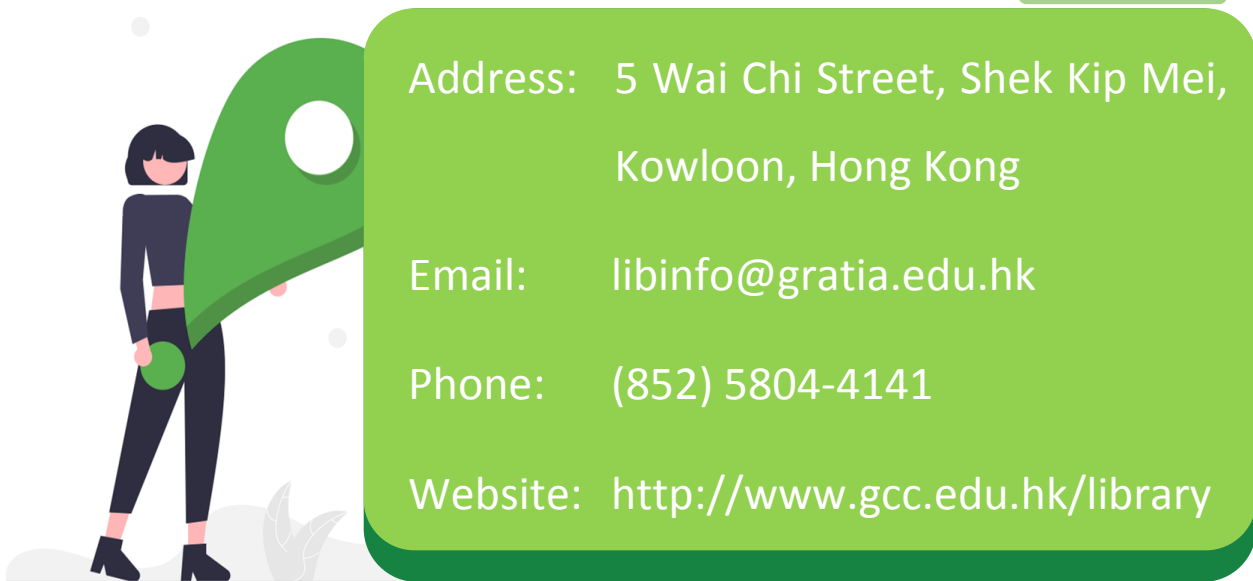 Address: 5 Wai Chi Street, Shek Kip Mei,
Kowloon, Hong Kong
Email: libinfo@gratia.edu.hk
Phone: (852) 5804-4141
Website: http://www.gcc.edu.hk/library